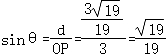 sin θ = d/OP = (3√19/19)/3 = √19/19